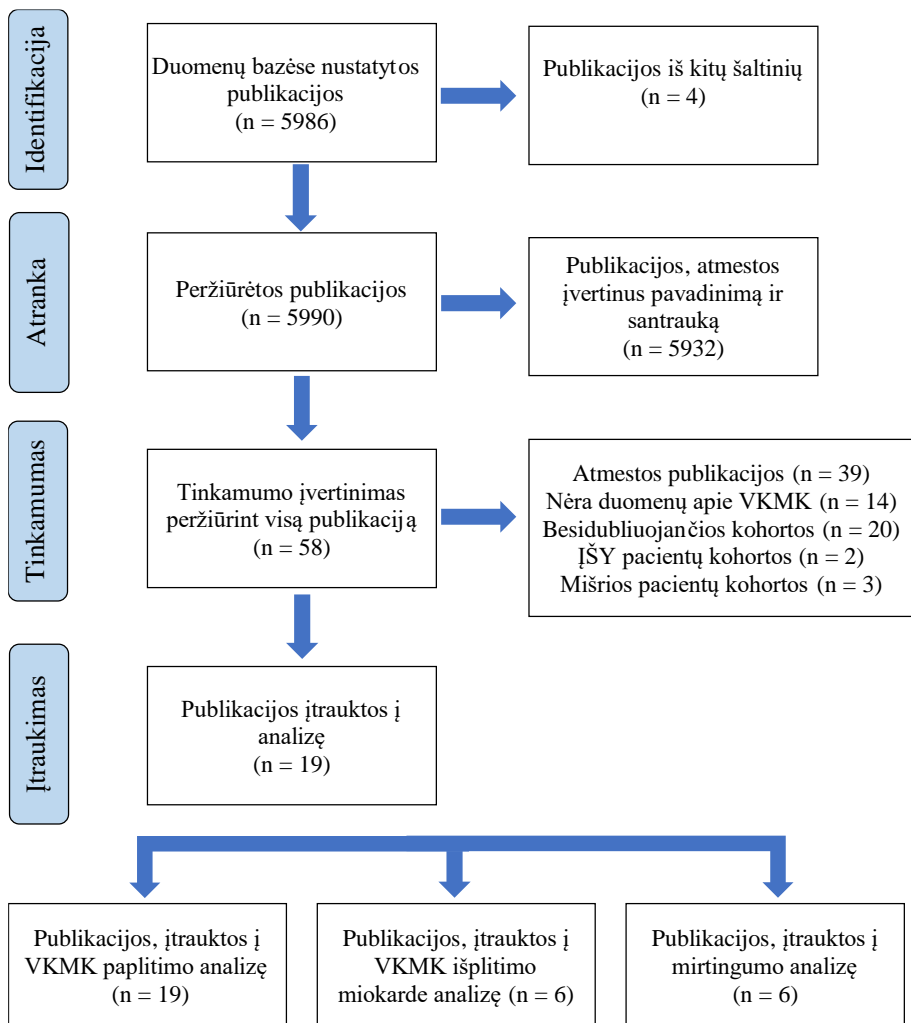 Identifikacija
Duomenų bazėse nustatytos
publikacijos
(n = 5986)
Publikacijos iš kitų šaltinių
(n = 4)
Atranka
Peržiūrėtos publikacijos
(n = 5990)
Publikacijos, atmestos
įvertinus pavadinimą ir
santrauką
(n = 5932)
Tinkamumas
Tinkamumo įvertinimas
peržiūrint visą publikaciją
(n = 58)
Atmestos publikacijos (n = 39)
Nėra duomenų apie VKMK (n = 14)
Besidubliuojančios kohortos (n = 20)
ĮŠY pacientų kohortos (n = 2)
Mišrios pacientų kohortos (n = 3)
Įtraukimas
Publikacijos įtrauktos į
analizę
(n = 19)
Publikacijos, įtrauktos į
VKMK paplitimo analizę
(n = 19)
Publikacijos, įtrauktos į
VKMK išplitimo
miokarde analizę (n = 6)
Publikacijos, įtrauktos į
mirtingumo analizę
(n = 6)